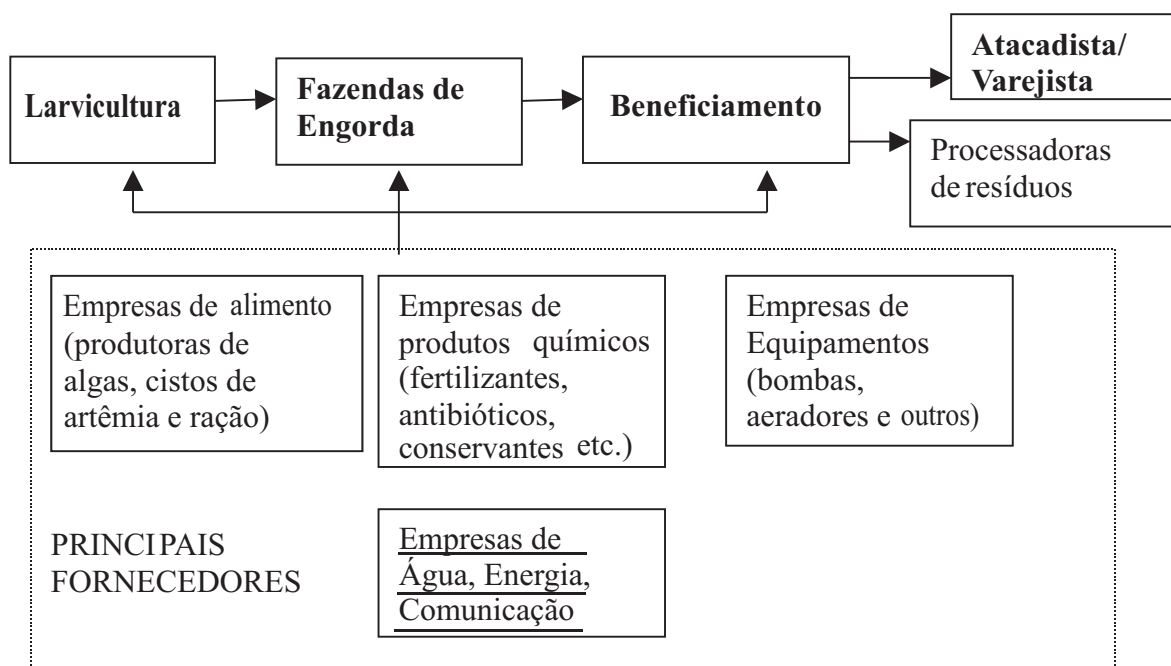 Larvicultura
Fazendas de
Engorda
Beneficiamento
Atacadista/
Varejista
Processadoras
de resíduos
Empresas de alimento
(produtoras de
algas, cistos de
artêmia e ração)
Empresas de
produtos químicos
(fertilizantes,
antibióticos,
conservantes etc.)
Empresas de
Equipamentos
(bombas,
aeradores e outros)
PRINCIPAIS
FORNECEDORES
Empresas de
Água, Energia,
Comunicação